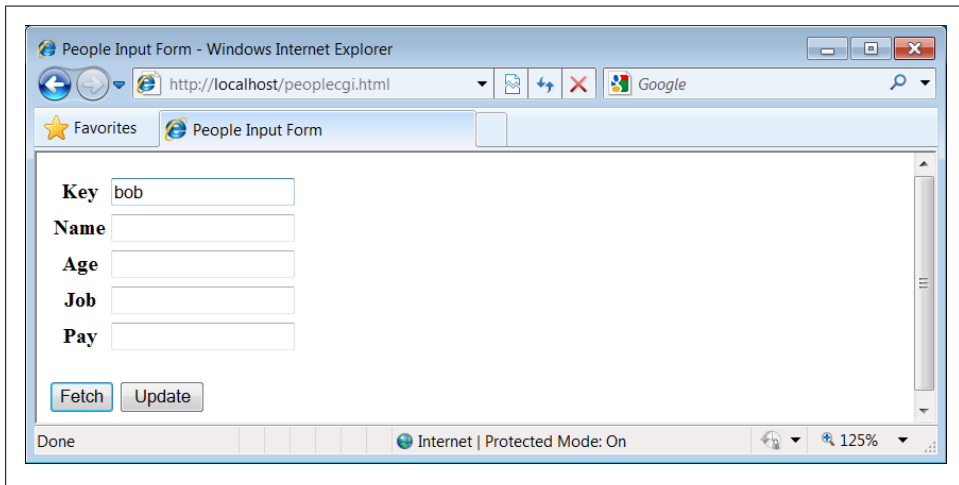 People Input Form - Windows Internet Explorer
http://localhost/peoplecgi.html
Google
Favorites
People Input Form
Key bob
Name
Age
Job
Pay
Fetch Update
Done
Internet | Protected Mode: On
125%